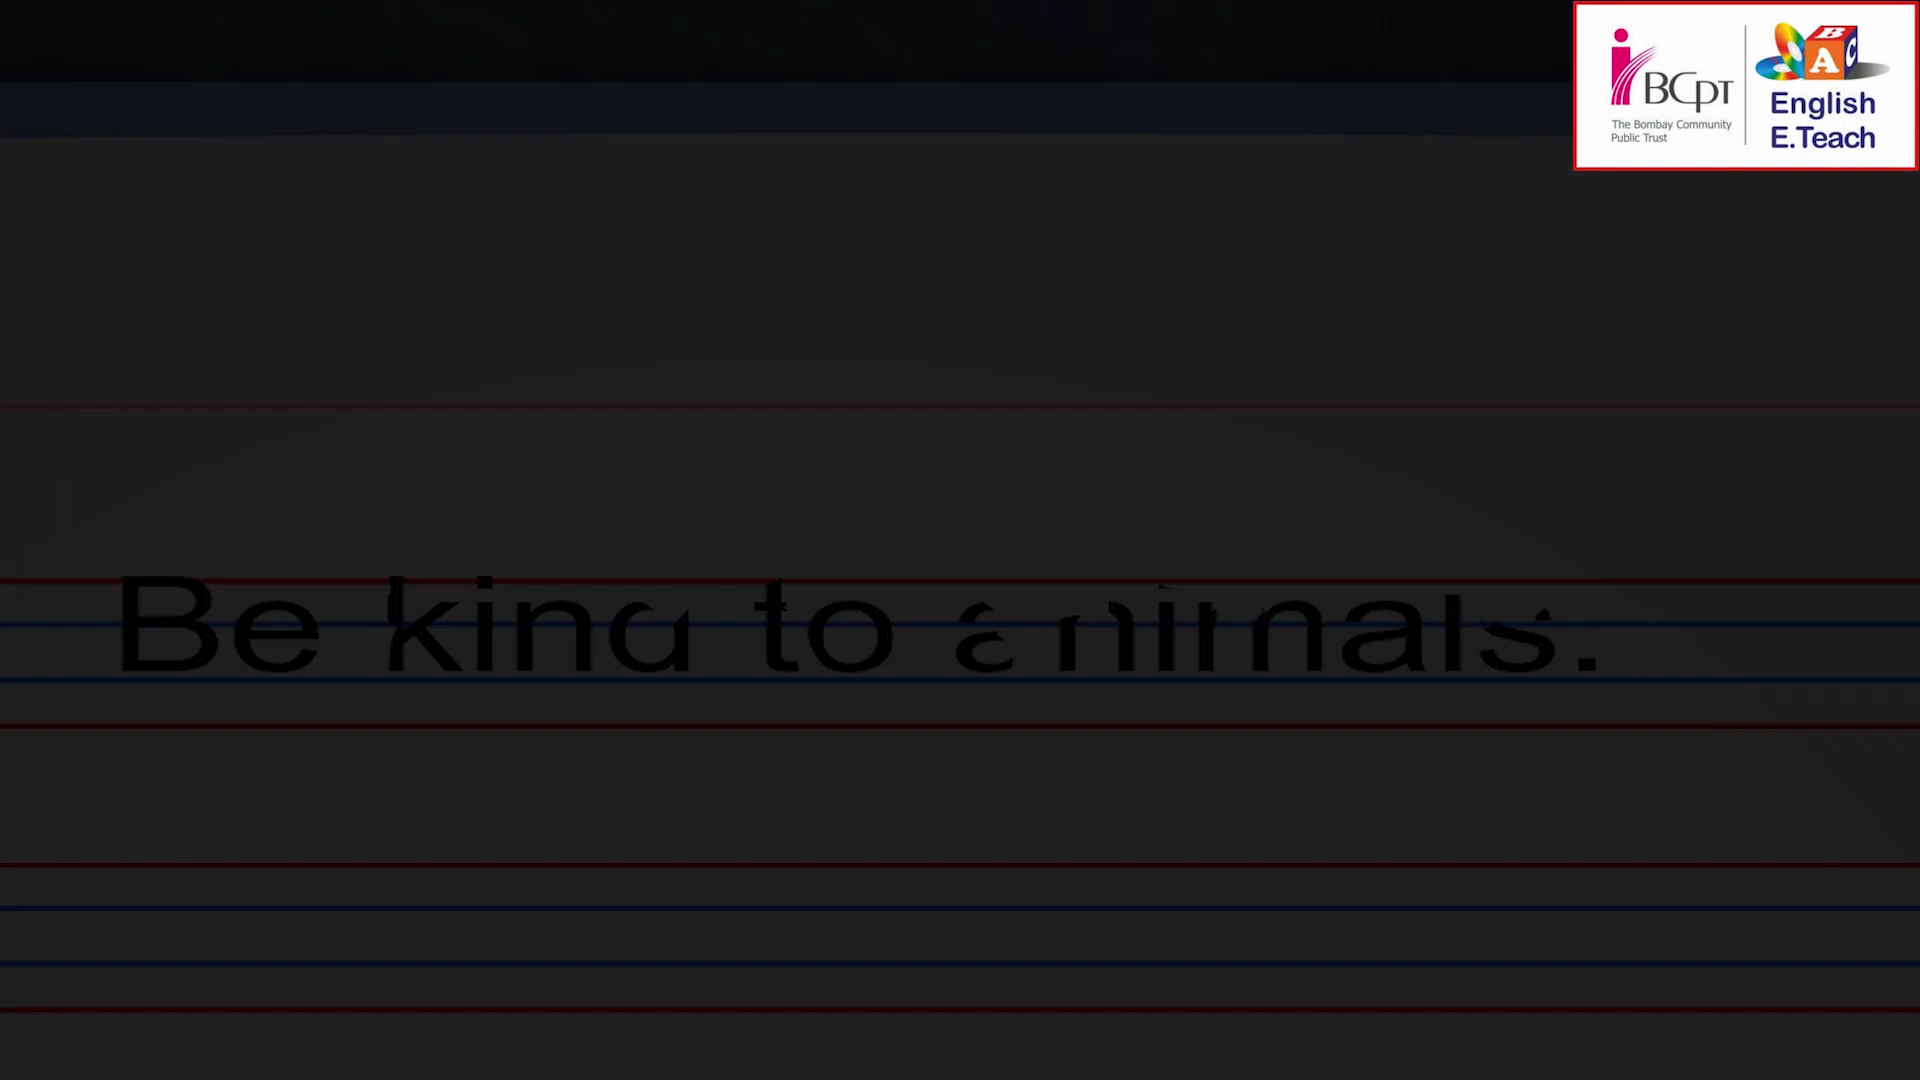 BCPT
The Bombay Community
Public Trust
B
A
C
English
E.Teach
Be kind to animals.